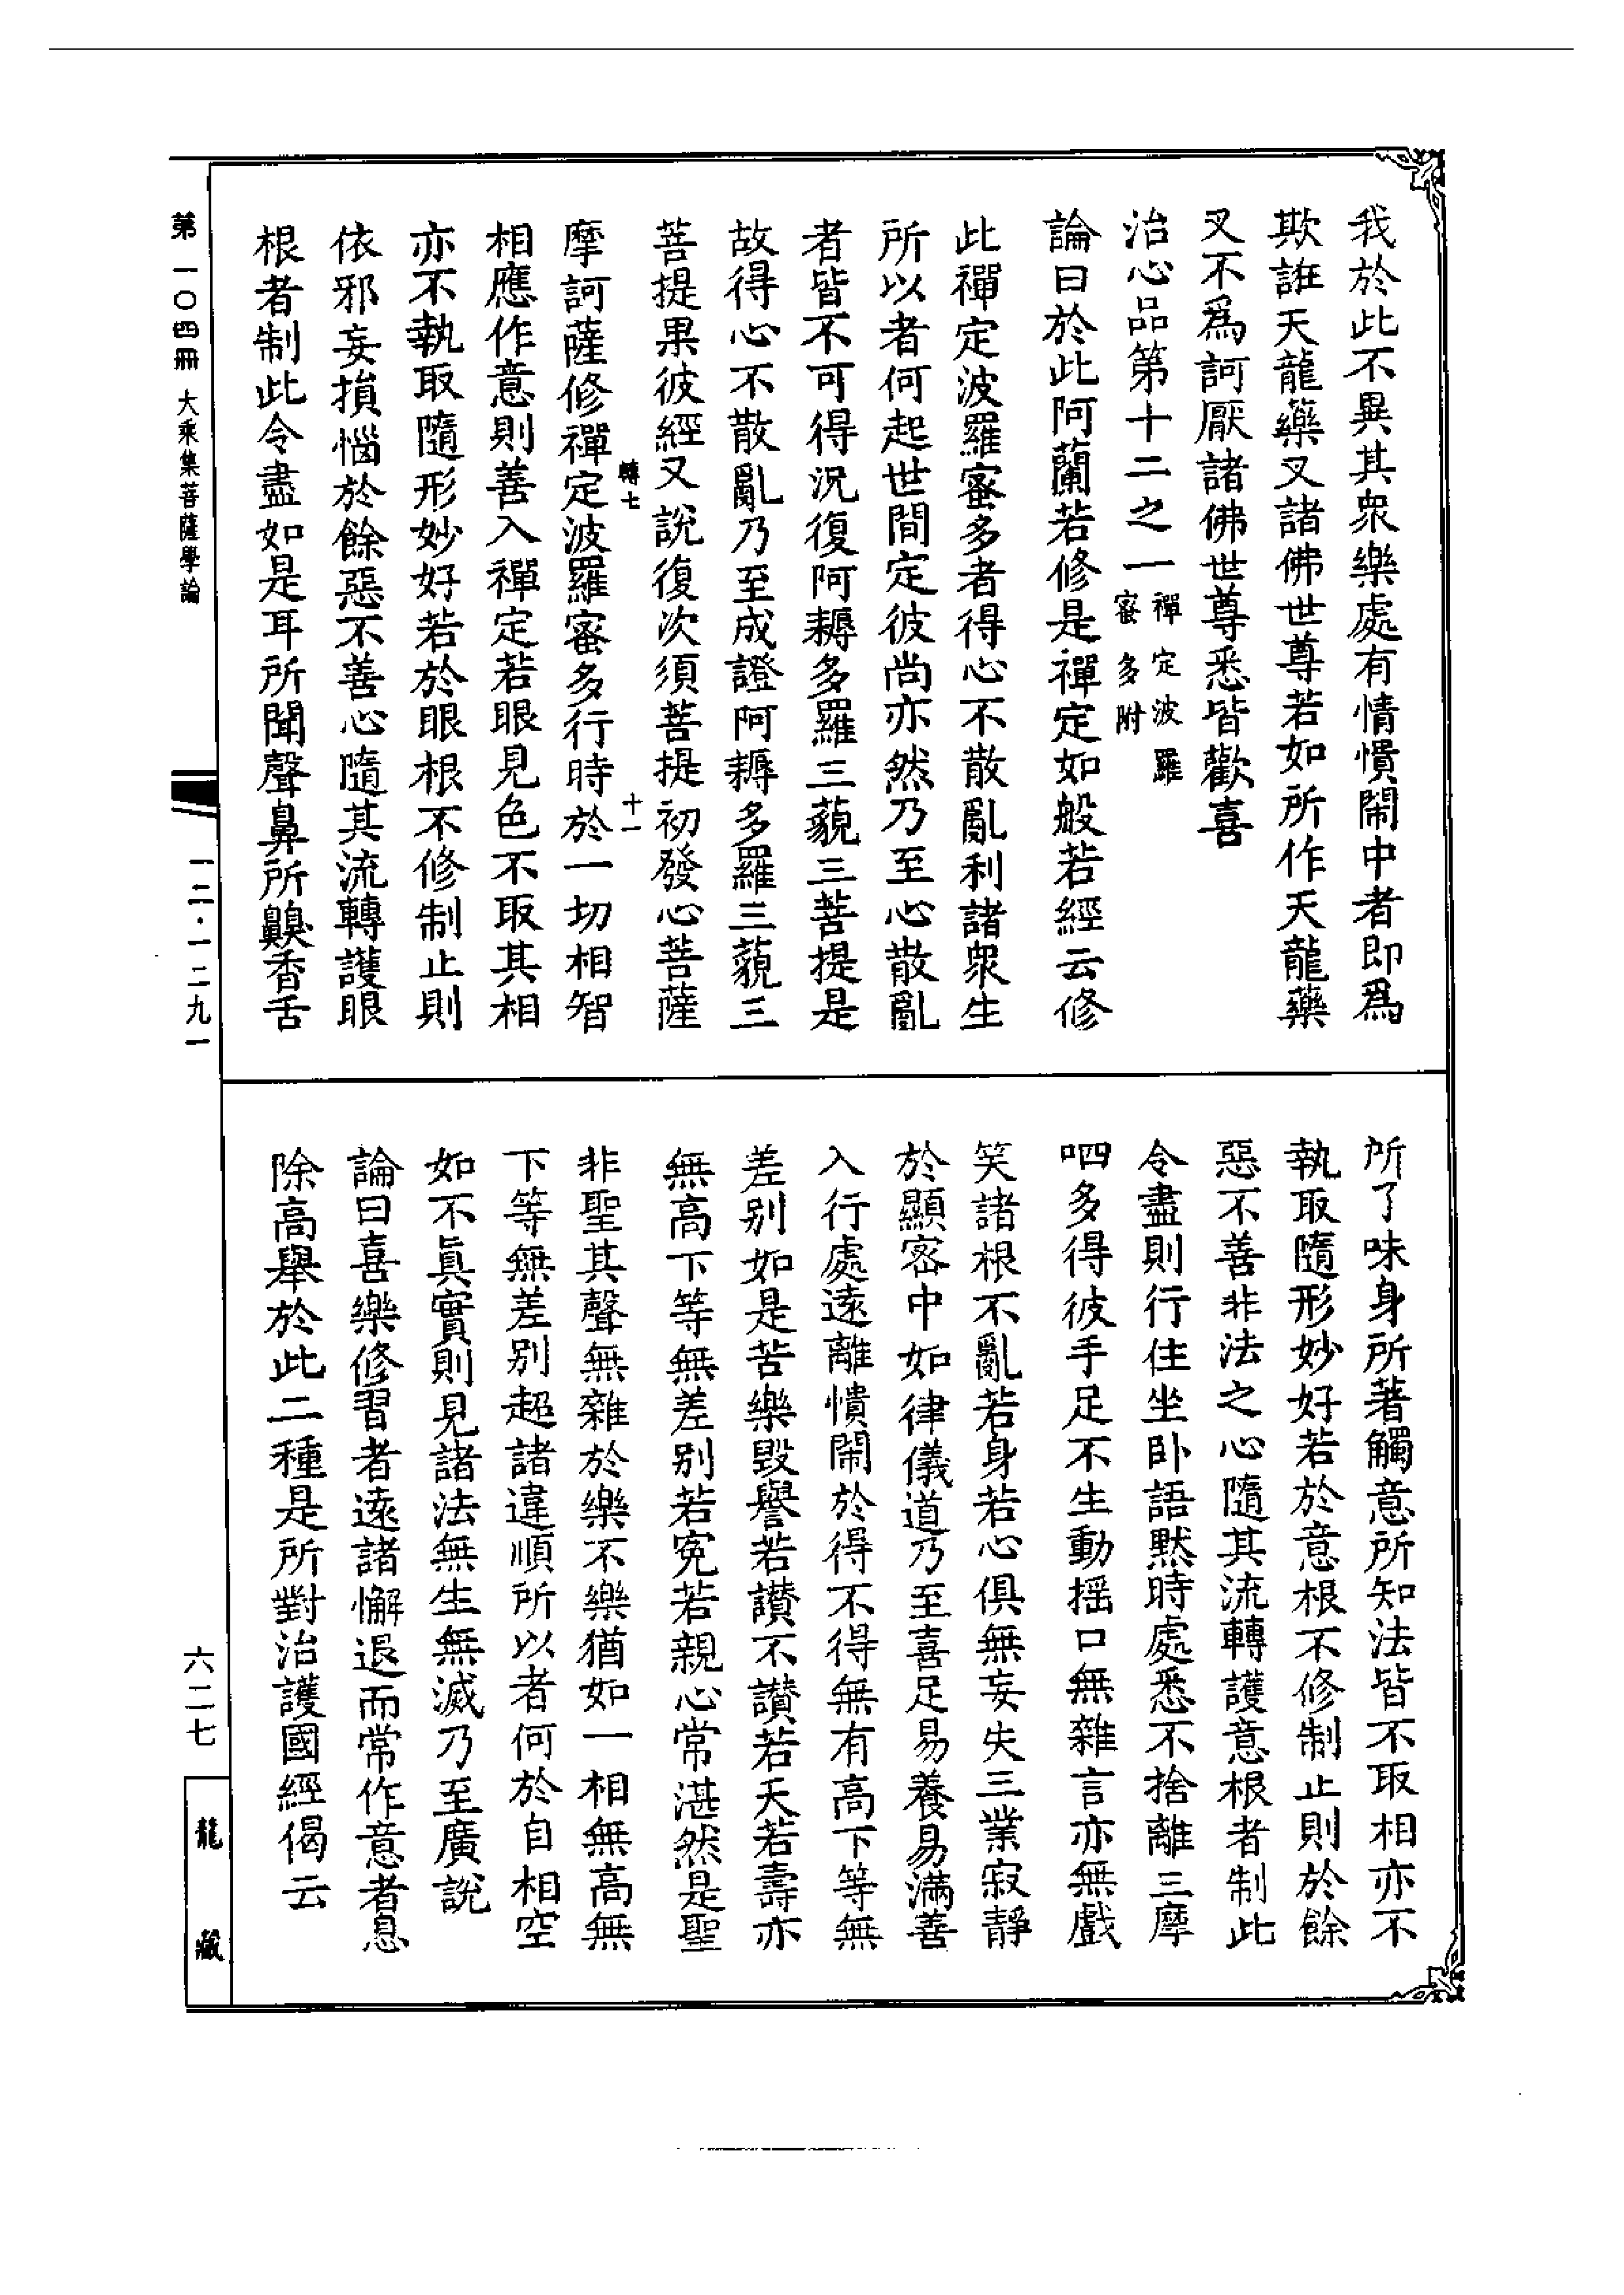 我於此不異其衆樂處有情憒閙中者即爲
欺誑天龍藥叉諸佛世尊若如所作天龍藥
叉不爲訶厭諸佛世尊悉皆歡喜
治心品第十二之一禪定波羅
蜜多附
論曰於此阿蘭若修是禪定如般若經云修
此禪定波羅蜜多者得心不散亂利諸衆生
所以者何起世間定彼尚亦然乃至心散亂
者皆不可得況復阿耨多羅三藐三菩提是
故得心不散亂乃至成證阿耨多羅三藐三
菩提果彼經又說復次須菩提初發心菩薩
轉七 十一
摩訶薩修禪定波羅蜜多行時於一切相智
相應作意則善入禪定若眼見色不取其相
亦不執取隨形妙好若於眼根不修制止則
依邪妄損惱於餘惡不善心隨其流轉護眼
根者制此令盡如是耳所聞聲鼻所齅香舌
所了味身所著觸意所知法皆不取相亦不
執取隨形妙好若於意根不修制止則於餘
惡不善非法之心隨其流轉護意根者制此
令盡則行住坐卧語默時處悉不捨離三摩
呬多得彼手足不生動揺口無雜言亦無戲
笑諸根不亂若身若心俱無妄失三業寂靜
於顯密中如律儀道乃至喜足易養易滿善
入行處遠離憒閙於得不得無有高下等無
差别如是苦樂毀譽若讚不讚若夭若壽亦
無高下等無差别若寃若親心常湛然是聖
非聖其聲無雜於樂不樂猶如一相無高無
下等無差别超諸違順所以者何於自相空
如不眞實則見諸法無生無滅乃至廣說
論曰喜樂修習者遠諸懈退而常作意者息
除高舉於此二種是所對治護國經偈云
第一〇四冊 大乘集菩薩學論
一二·一二九一
六二七
龍藏